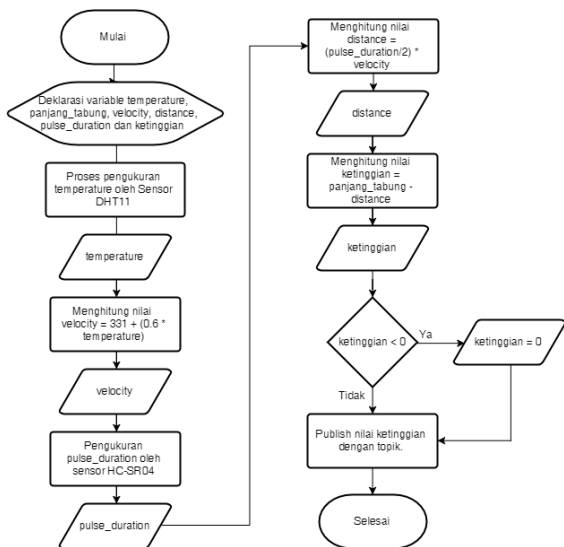 Mulai
Deklarasi variable temperature,
panjang_tabung, velocity, distance,
pulse_duration dan ketinggian
Proses pengukuran
temperature oleh Sensor
DHT11
temperature
Menghitung nilai
velocity = 331 + (0.6 *
temperature)
velocity
Pengukuran
pulse_duration oleh
sensor HC-SR04
pulse_duration
Menghitung nilai
distance =
(pulse_duration/2) *
velocity
distance
Menghitung nilai
ketinggian =
panjang_tabung -
distance
ketinggian
ketinggian < 0
Ya
ketinggian = 0
Tidak
Publish nilai ketinggian
dengan topik.
Selesai